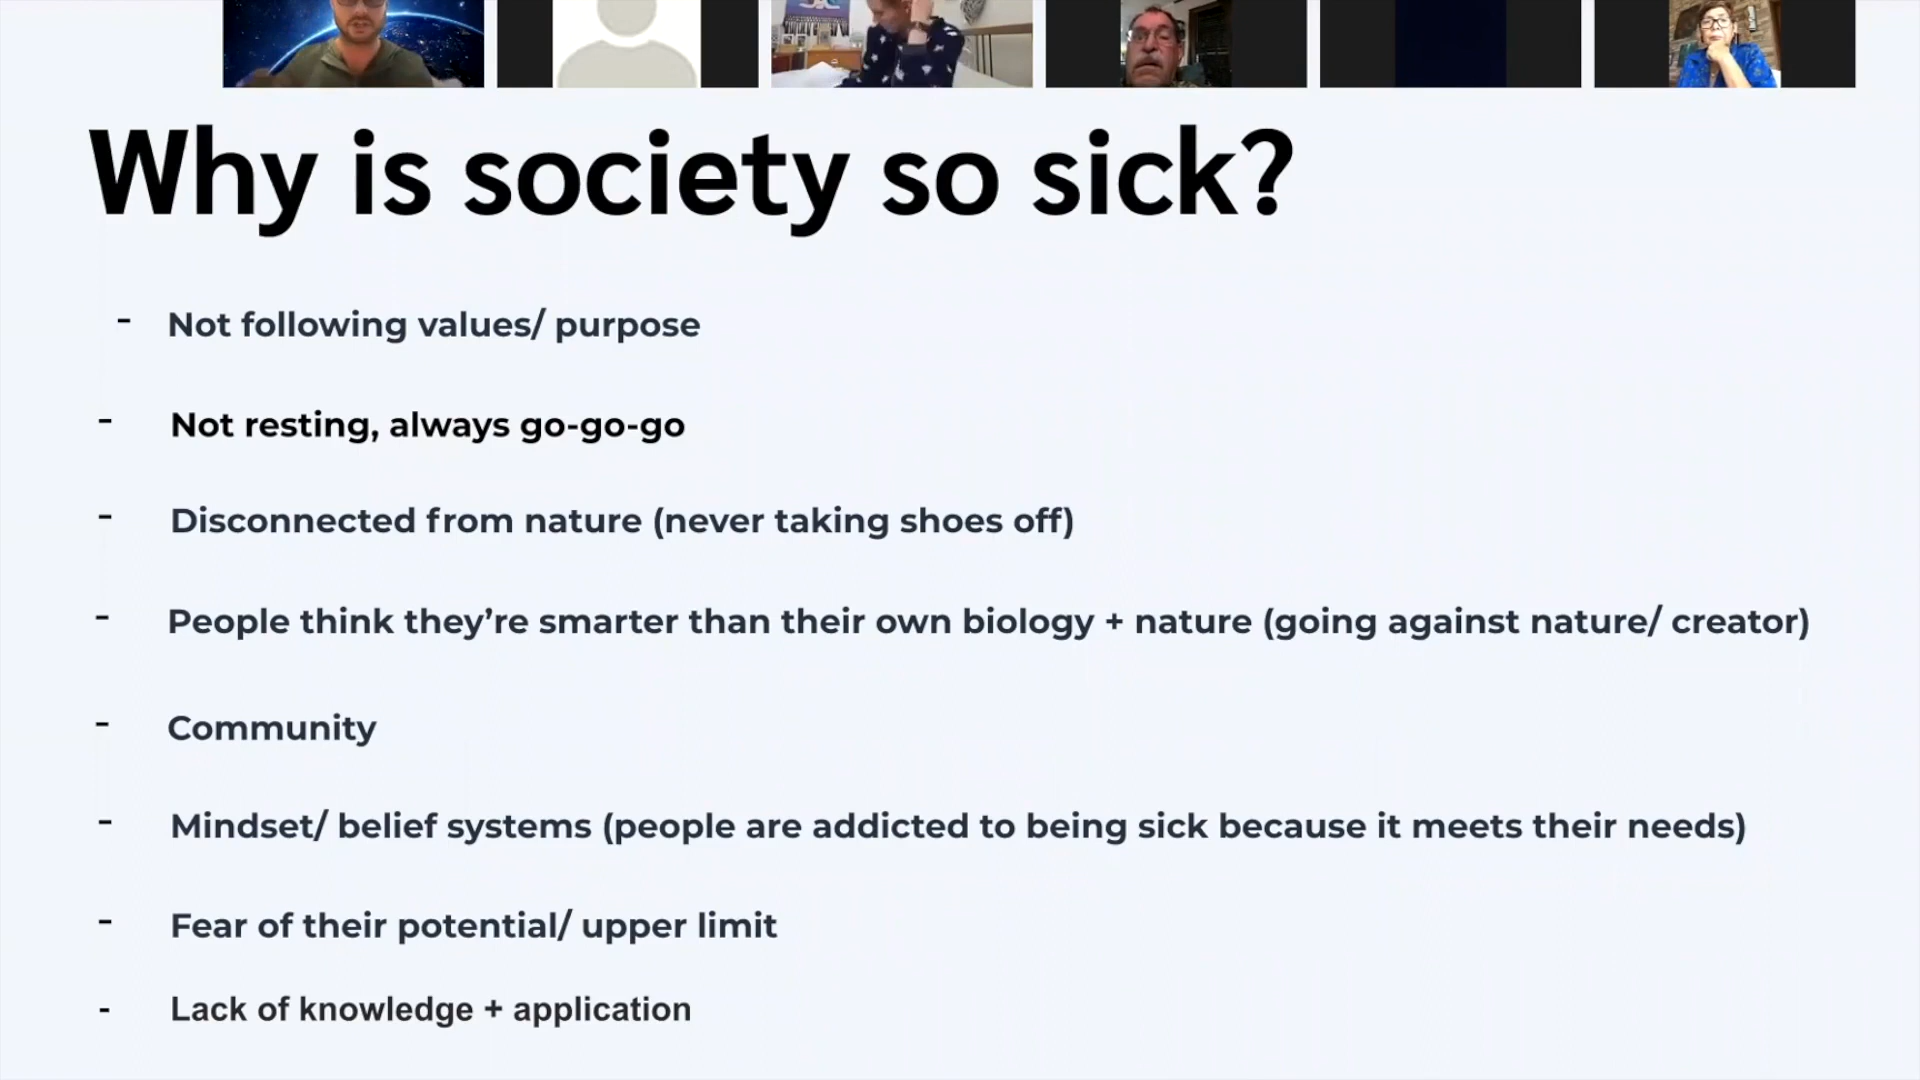 Why is society so sick?
- Not following values/ purpose
- Not resting, always go-go-go
- Disconnected from nature (never taking shoes off)
- People think they’re smarter than their own biology + nature (going against nature/ creator)
- Community
- Mindset/ belief systems (people are addicted to being sick because it meets their needs)
- Fear of their potential/ upper limit
- Lack of knowledge + application